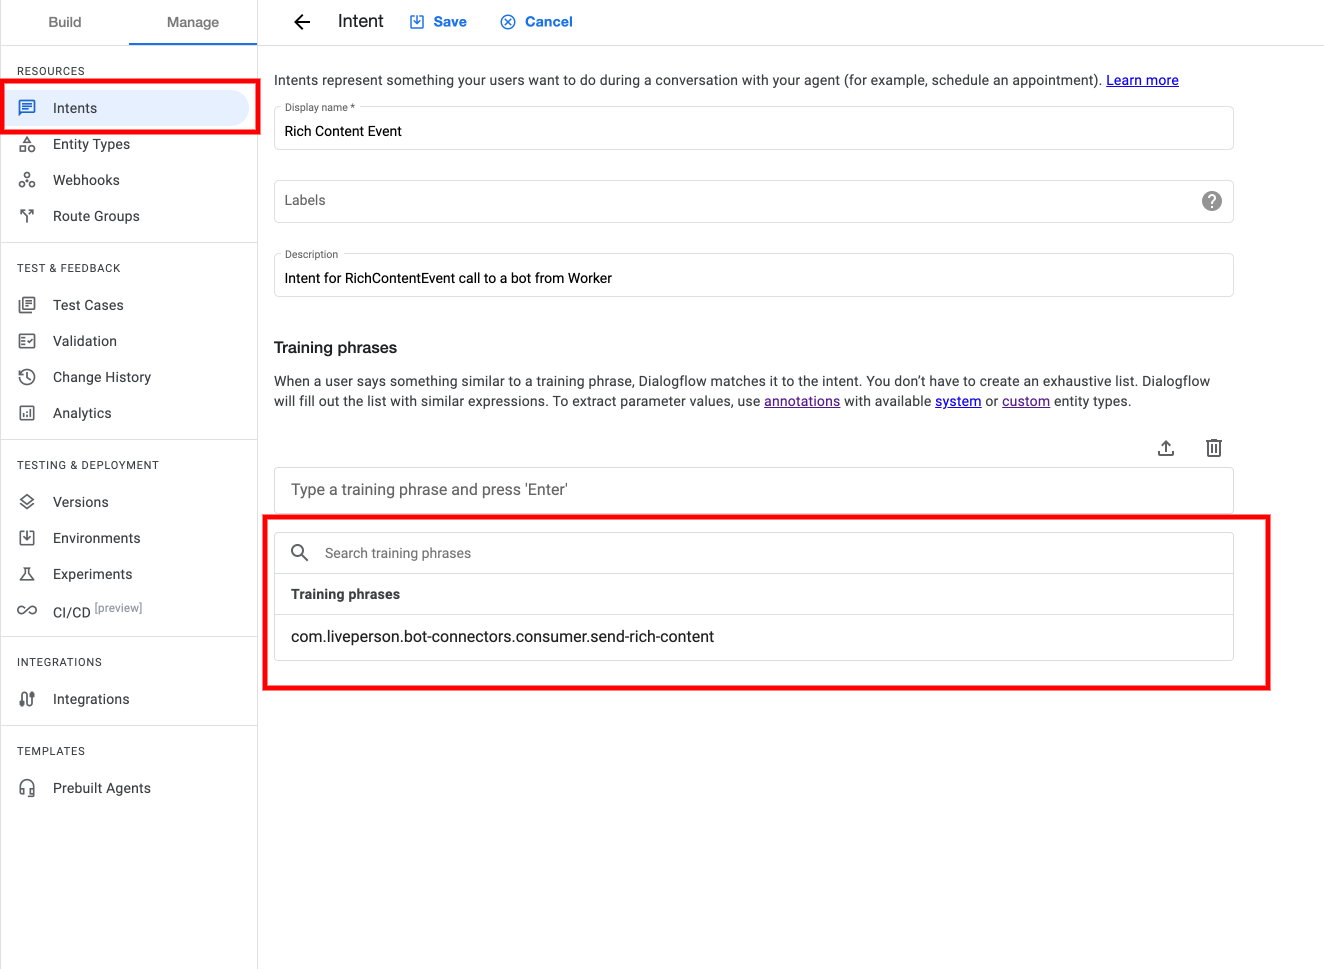 Build
Manage
RESOURCES
Intents
Entity Types
Webhooks
Route Groups
TEST & FEEDBACK
Test Cases
Validation
Change History
Analytics
TESTING & DEPLOYMENT
Versions
Environments
Experiments
CI/CD [preview]
INTEGRATIONS
Integrations
TEMPLATES
Prebuilt Agents
Intent
Save
Cancel
Intents represent something your users want to do during a conversation with your agent (for example, schedule an appointment). Learn more
Display name *
Rich Content Event
Labels
?
Description
Intent for RichContentEvent call to a bot from Worker
Training phrases
When a user says something similar to a training phrase, Dialogflow matches it to the intent. You don’t have to create an exhaustive list. Dialogflow
will fill out the list with similar expressions. To extract parameter values, use annotations with available system or custom entity types.
Type a training phrase and press 'Enter'
Search training phrases
Training phrases
com.liveperson.bot-connectors.consumer.send-rich-content